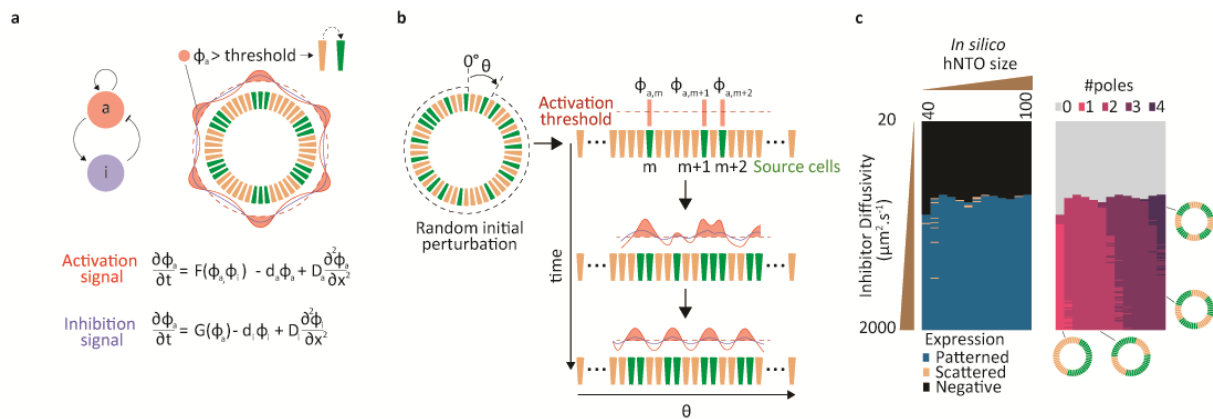 a
ϕa > threshold
a
i
Activation signal
∂ϕa/∂t = F(ϕa,ϕi) - daϕa + Da ∂²ϕa/∂x²
Inhibition signal
∂ϕa/∂t = G(ϕa) - diϕi + Di ∂²ϕi/∂x²
b
0°
θ
Random initial
perturbation
Activation
threshold
ϕa,m
ϕa,m+1
ϕa,m+2
m
m+1
m+2
Source cells
time
θ
c
In silico
hNTO size
40
100
20
Inhibitor Diffusivity
(μm².s⁻¹)
2000
Expression
Patterned
Scattered
Negative
#poles
0
1
2
3
4